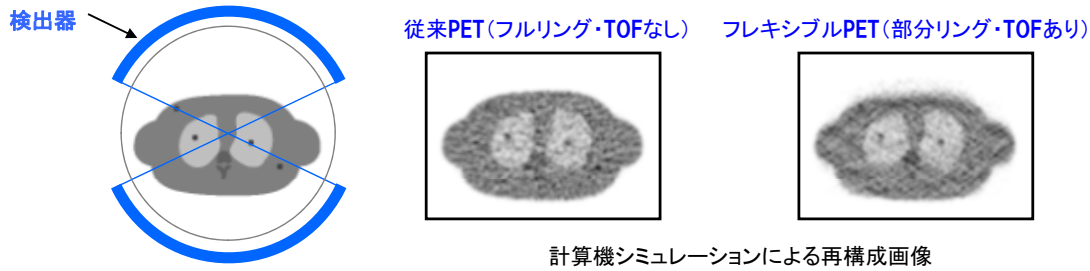 検出器
従来PET(フルリング・TOFなし)
フレキシブルPET(部分リング・TOFあり)
計算機シミュレーションによる再構成画像